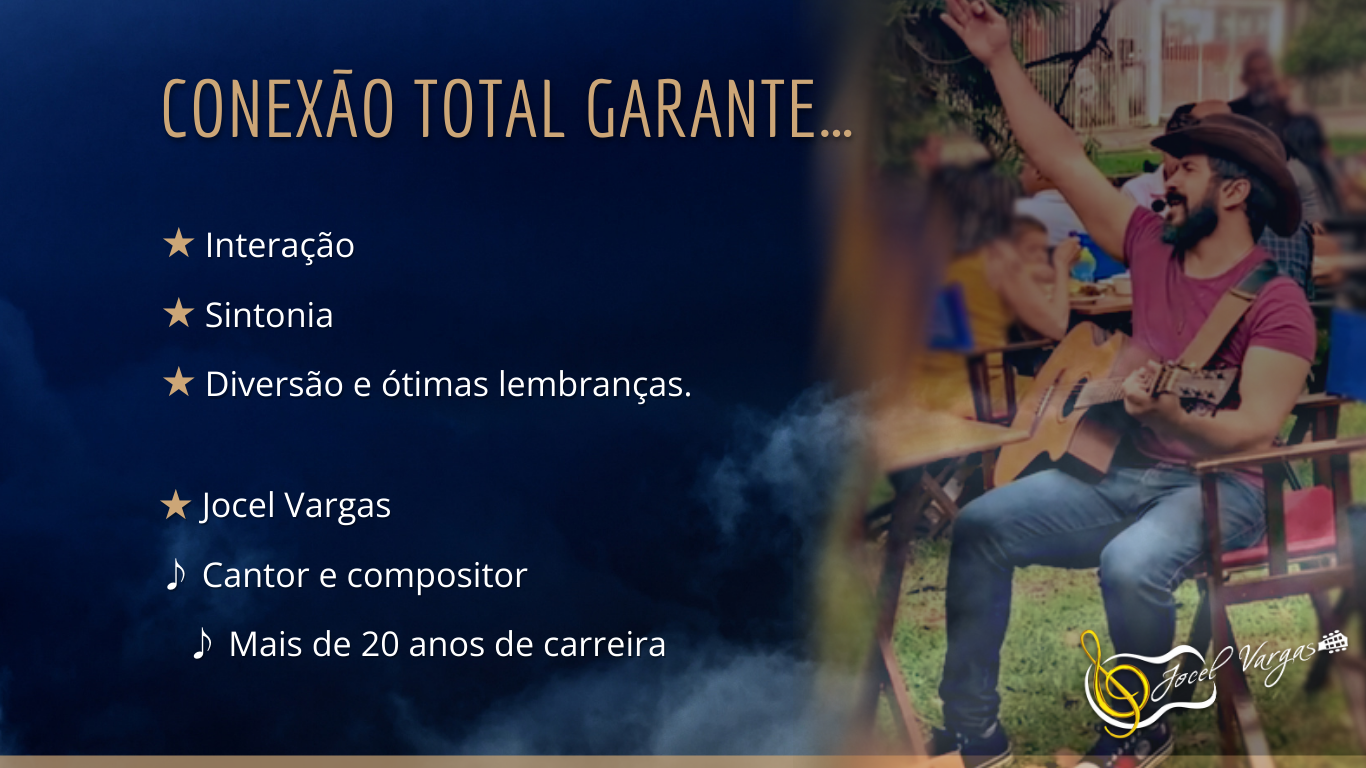 CONEXÃO TOTAL GARANTE...
★ Interação
★ Sintonia
★ Diversão e ótimas lembranças.
★ Jocel Vargas
♪ Cantor e compositor
♪ Mais de 20 anos de carreira
Jocel Vargas